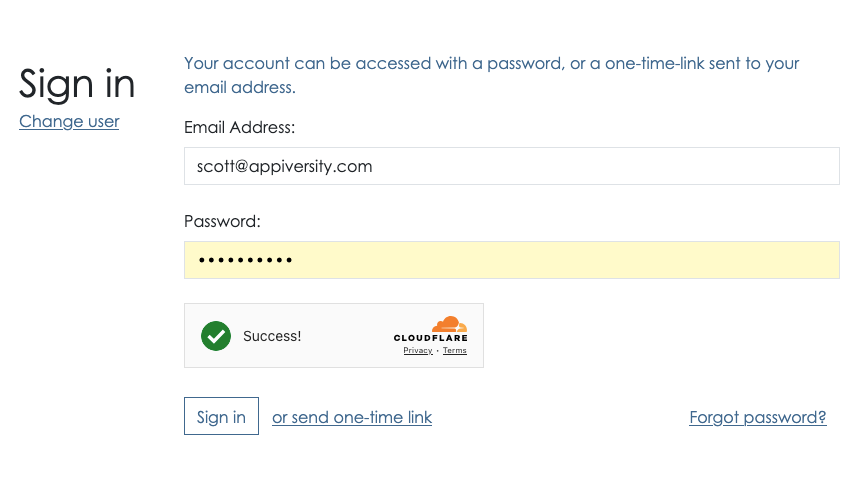 Sign in
Change user
Your account can be accessed with a password, or a one-time-link sent to your
email address.
Email Address:
scott@appiversity.com
Password:
••••••••••
Success!
CLOUDFLARE
Privacy • Terms
Sign in or send one-time link Forgot password?